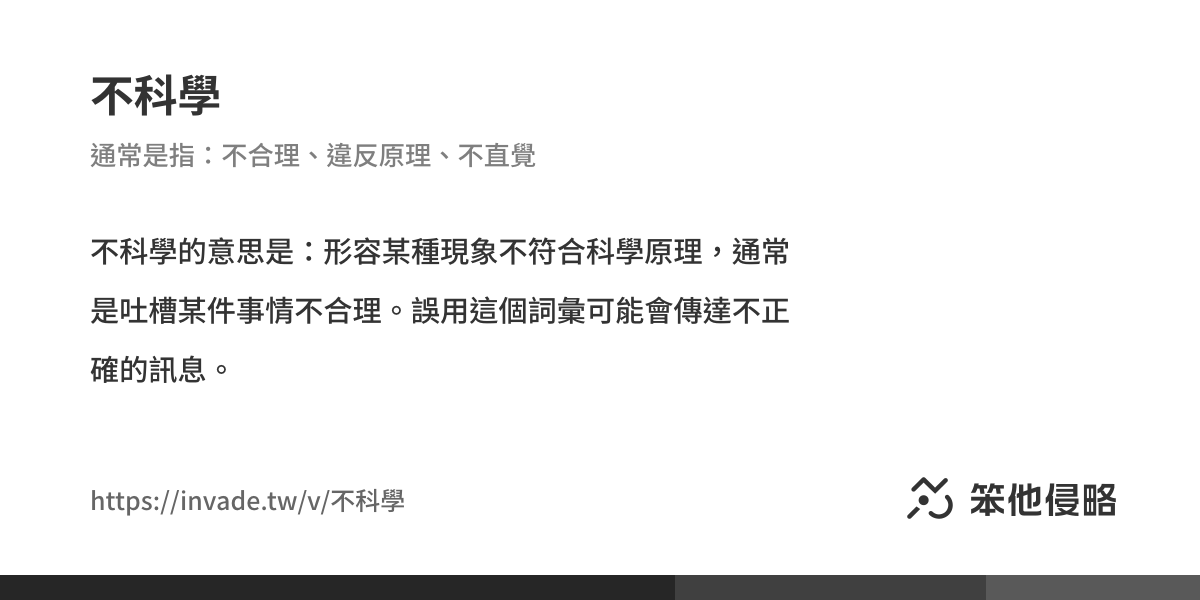 不科學
通常是指：不合理、違反原理、不直覺
不科學的意思是：形容某種現象不符合科學原理，通常
是吐槽某件事情不合理。誤用這個詞彙可能會傳達不正
確的訊息。
https://invade.tw/v/不科學
笨他侵略